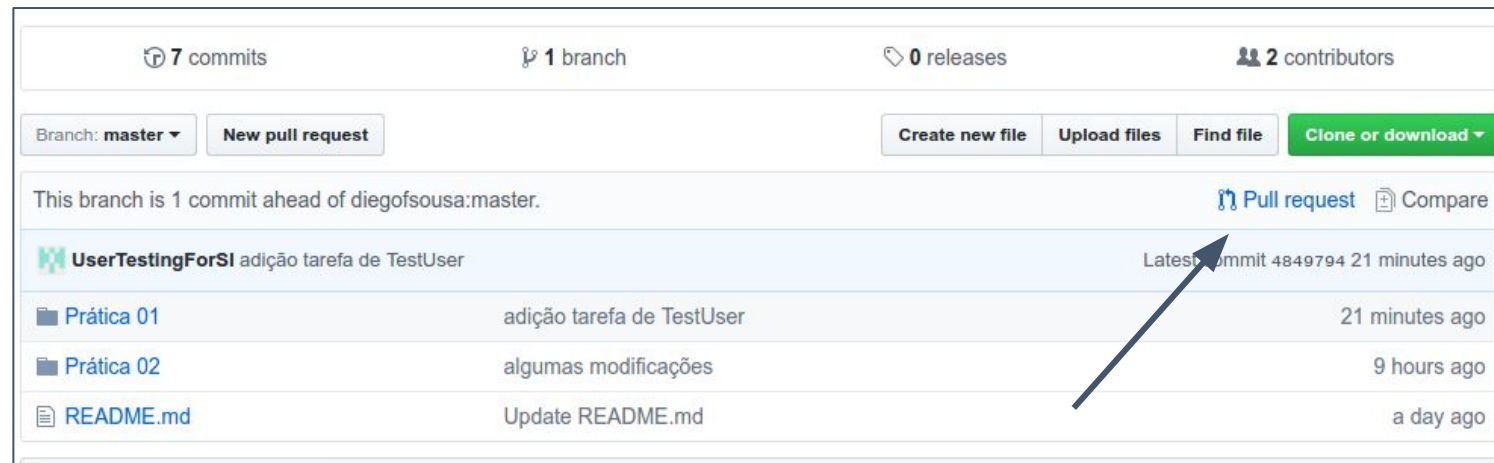 7 commits 1 branch 0 releases 2 contributors
Branch: master New pull request Create new file Upload files Find file Clone or download
This branch is 1 commit ahead of diegofsousa:master. Pull request Compare
UserTestingForSI adição tarefa de TestUser Latest commit 4849794 21 minutes ago
Prática 01 adição tarefa de TestUser 21 minutes ago
Prática 02 algumas modificações 9 hours ago
README.md Update README.md a day ago